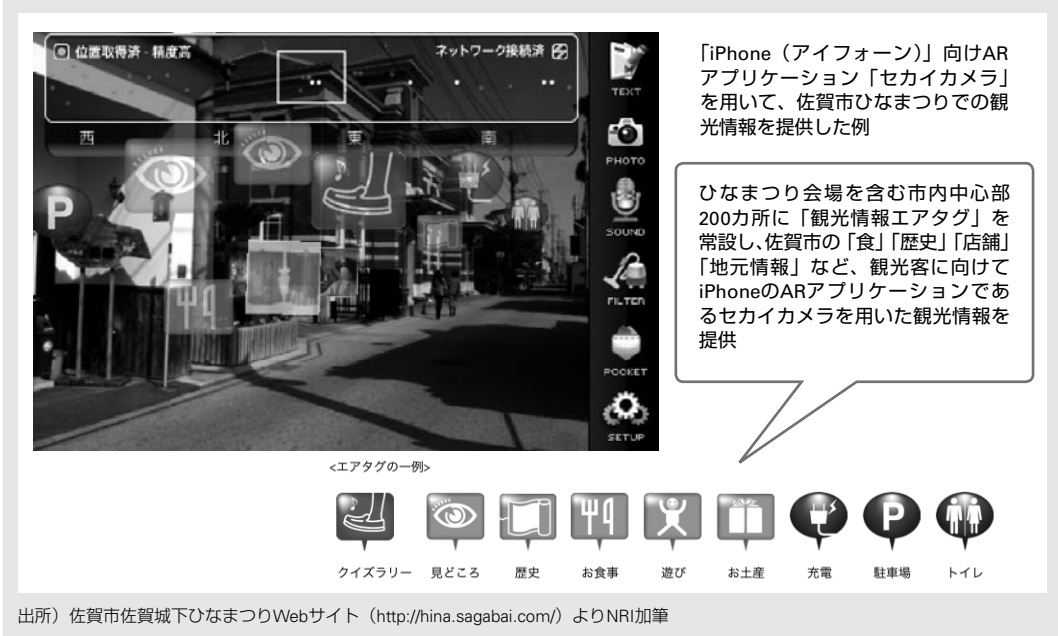 位置取得済 - 精度高
ネットワーク接続済
西
北
東
南
P
TEXT
PHOTO
SOUND
FILTER
POCKET
SETUP
「iPhone（アイフォーン）」向けAR
アプリケーション「セカイカメラ」
を用いて、佐賀市ひなまつりでの観
光情報を提供した例
ひなまつり会場を含む市内中心部
200カ所に「観光情報エアタグ」を
常設し、佐賀市の「食」「歴史」「店舗」
「地元情報」など、観光客に向けて
iPhoneのARアプリケーションであ
るセカイカメラを用いた観光情報を
提供
<エアタグの一例>
P
クイズラリー 見どころ 歴史 お食事 遊び お土産 充電 駐車場 トイレ
出所）佐賀市佐賀城下ひなまつりWebサイト（http://hina.sagabai.com/）よりNRI加筆